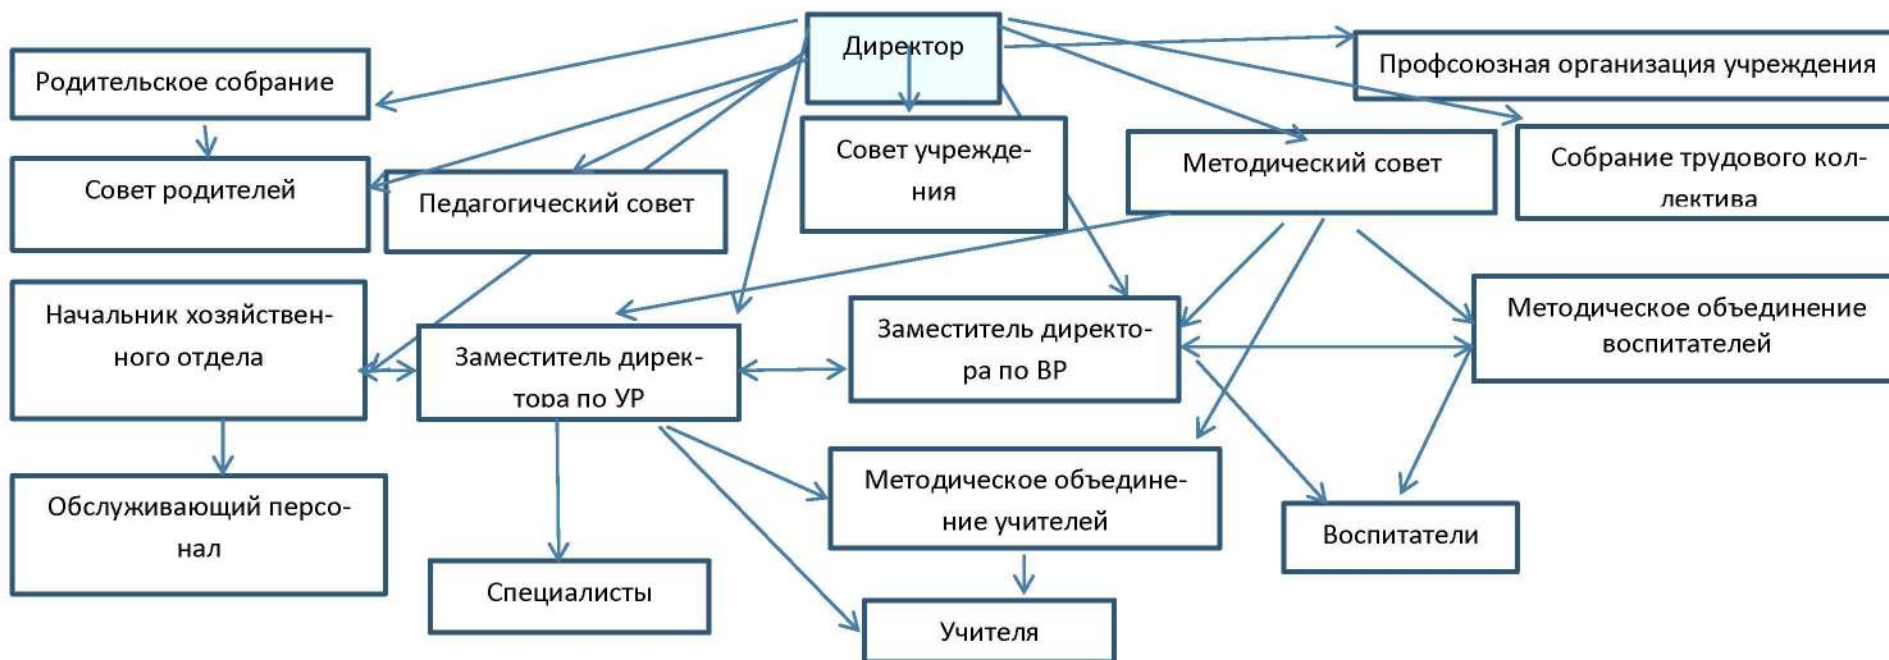 Директор
Родительское собрание
Профсоюзная организация учреждения
Совет родителей
Педагогический совет
Совет учрежде-
ния
Методический совет
Собрание трудового кол-
лектива
Начальник хозяйствен-
ного отдела
Заместитель дирек-
тора по УР
Заместитель директо-
ра по ВР
Методическое объединение
воспитателей
Обслуживающий персо-
нал
Специалисты
Методическое объедине-
ние учителей
Учителя
Воспитатели